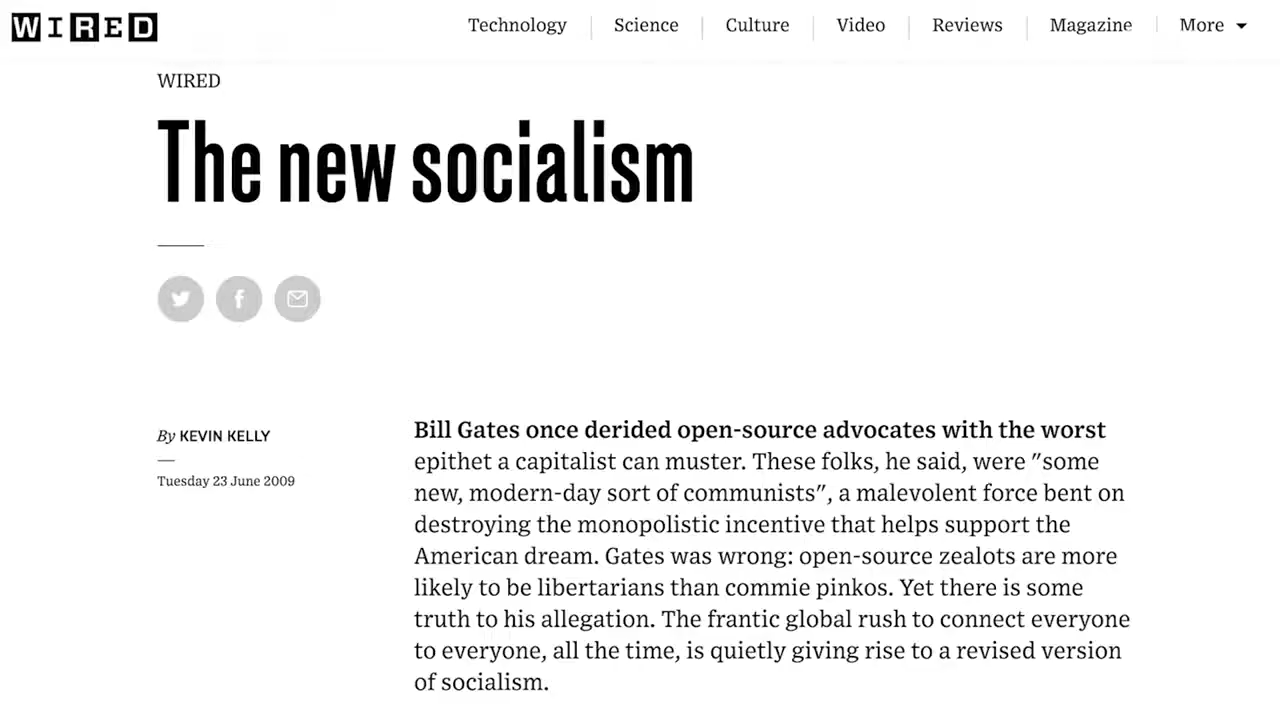 WIRED
Technology
Science
Culture
Video
Reviews
Magazine
More
WIRED
The new socialism
By KEVIN KELLY
Tuesday 23 June 2009
Bill Gates once derided open-source advocates with the worst
epithet a capitalist can muster. These folks, he said, were "some
new, modern-day sort of communists", a malevolent force bent on
destroying the monopolistic incentive that helps support the
American dream. Gates was wrong: open-source zealots are more
likely to be libertarians than commie pinkos. Yet there is some
truth to his allegation. The frantic global rush to connect everyone
to everyone, all the time, is quietly giving rise to a revised version
of socialism.